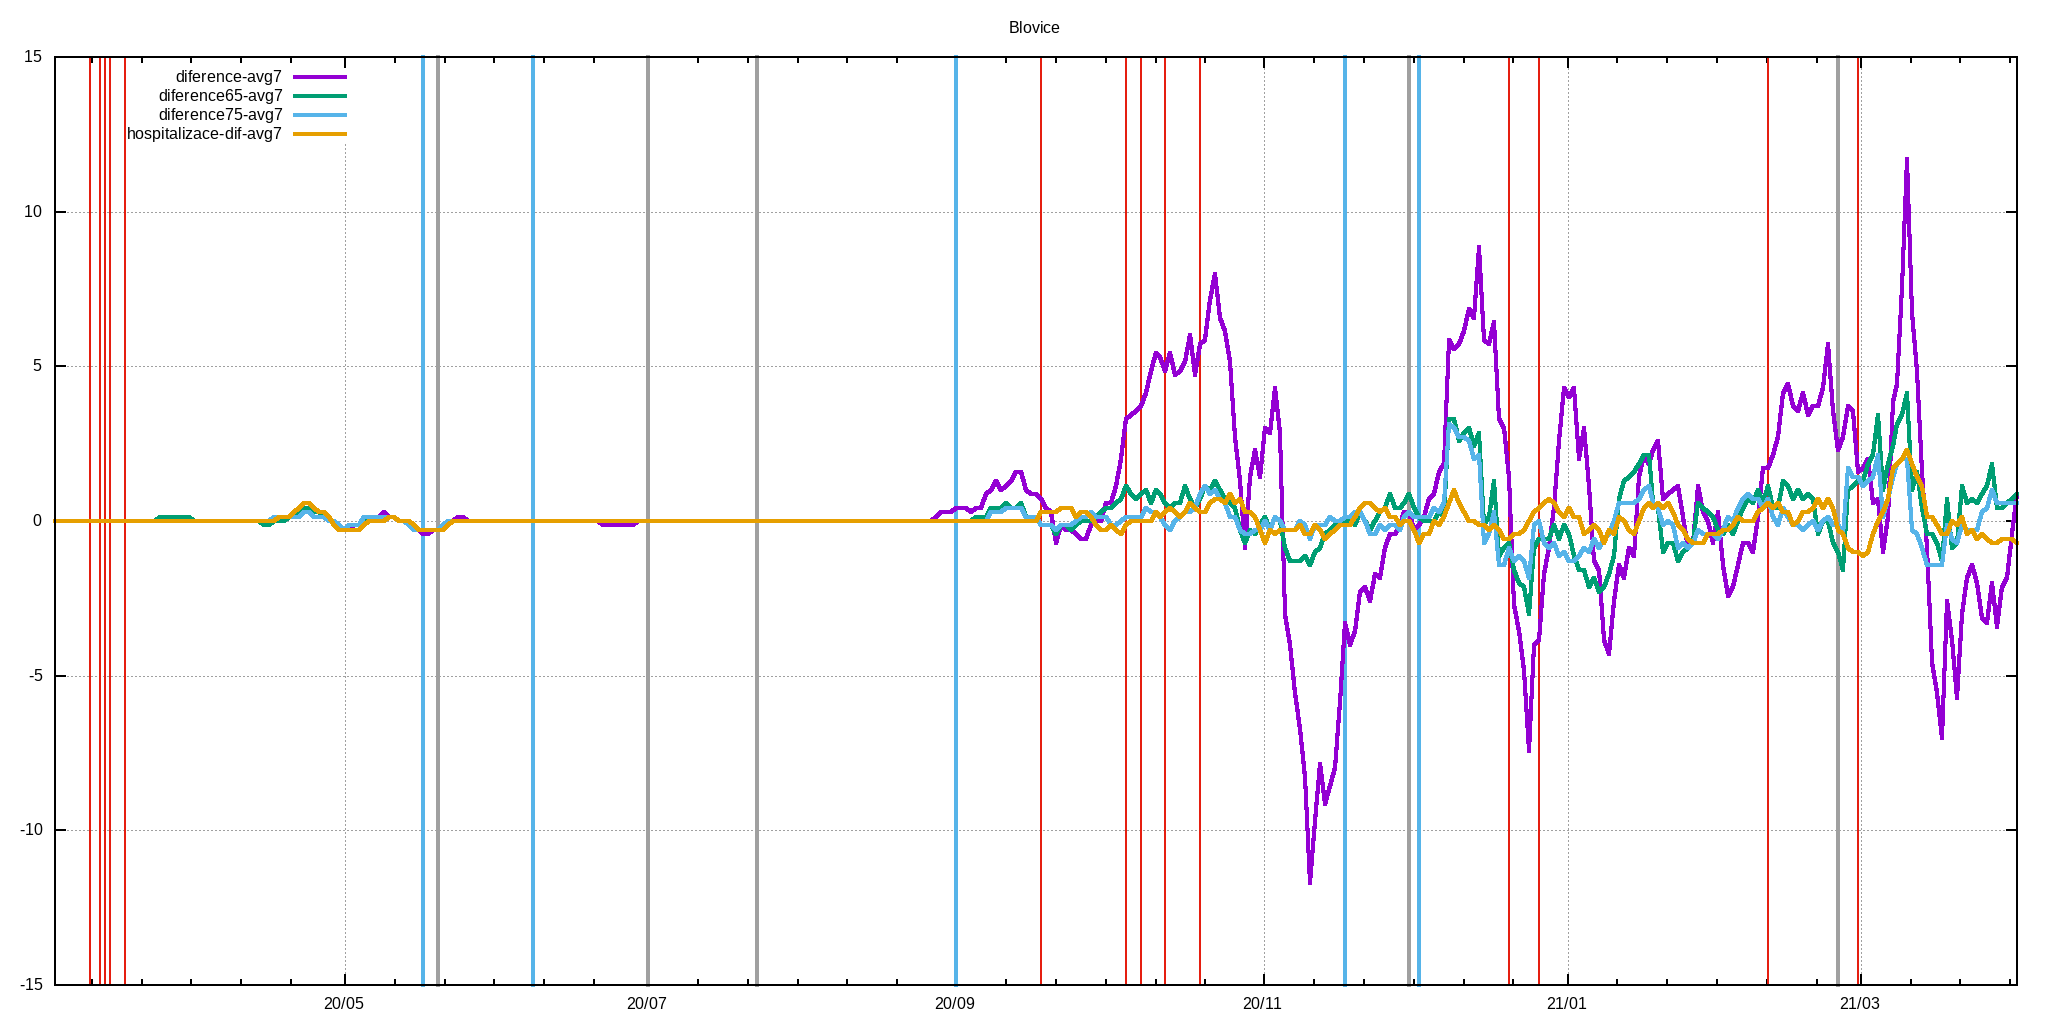 Blovice
15
10
5
0
-5
-10
-15
diference-avg7
diference65-avg7
diference75-avg7
hospitalizace-dif-avg7
20/05 20/07 20/09 20/11 21/01 21/03